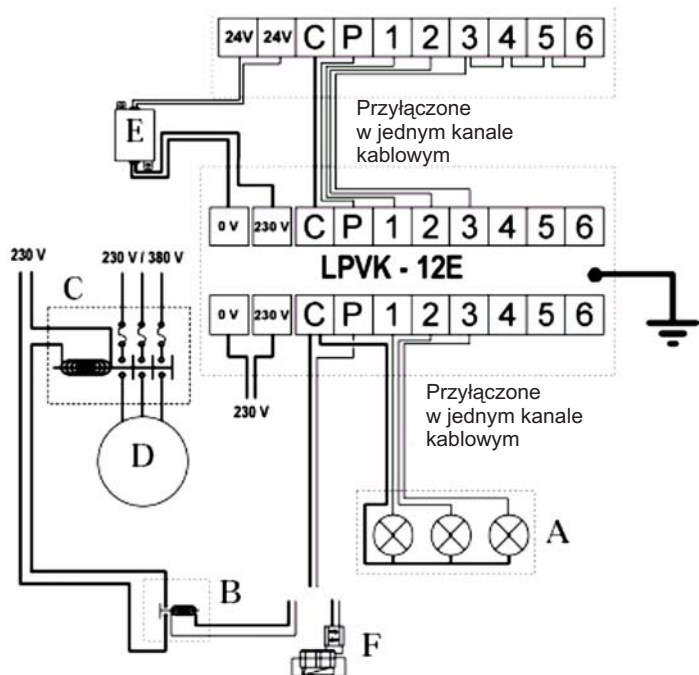 24V 24V C P 1 2 3 4 5 6
Przyłączone
w jednym kanale
kablowym
E
0 V 230 V C P 1 2 3 4 5 6
230 V
230 V / 380 V
LPVK - 12E
C
0 V 230 V C P 1 2 3 4 5 6
Przyłączone
w jednym kanale
kablowym
230 V
D
A
B
F